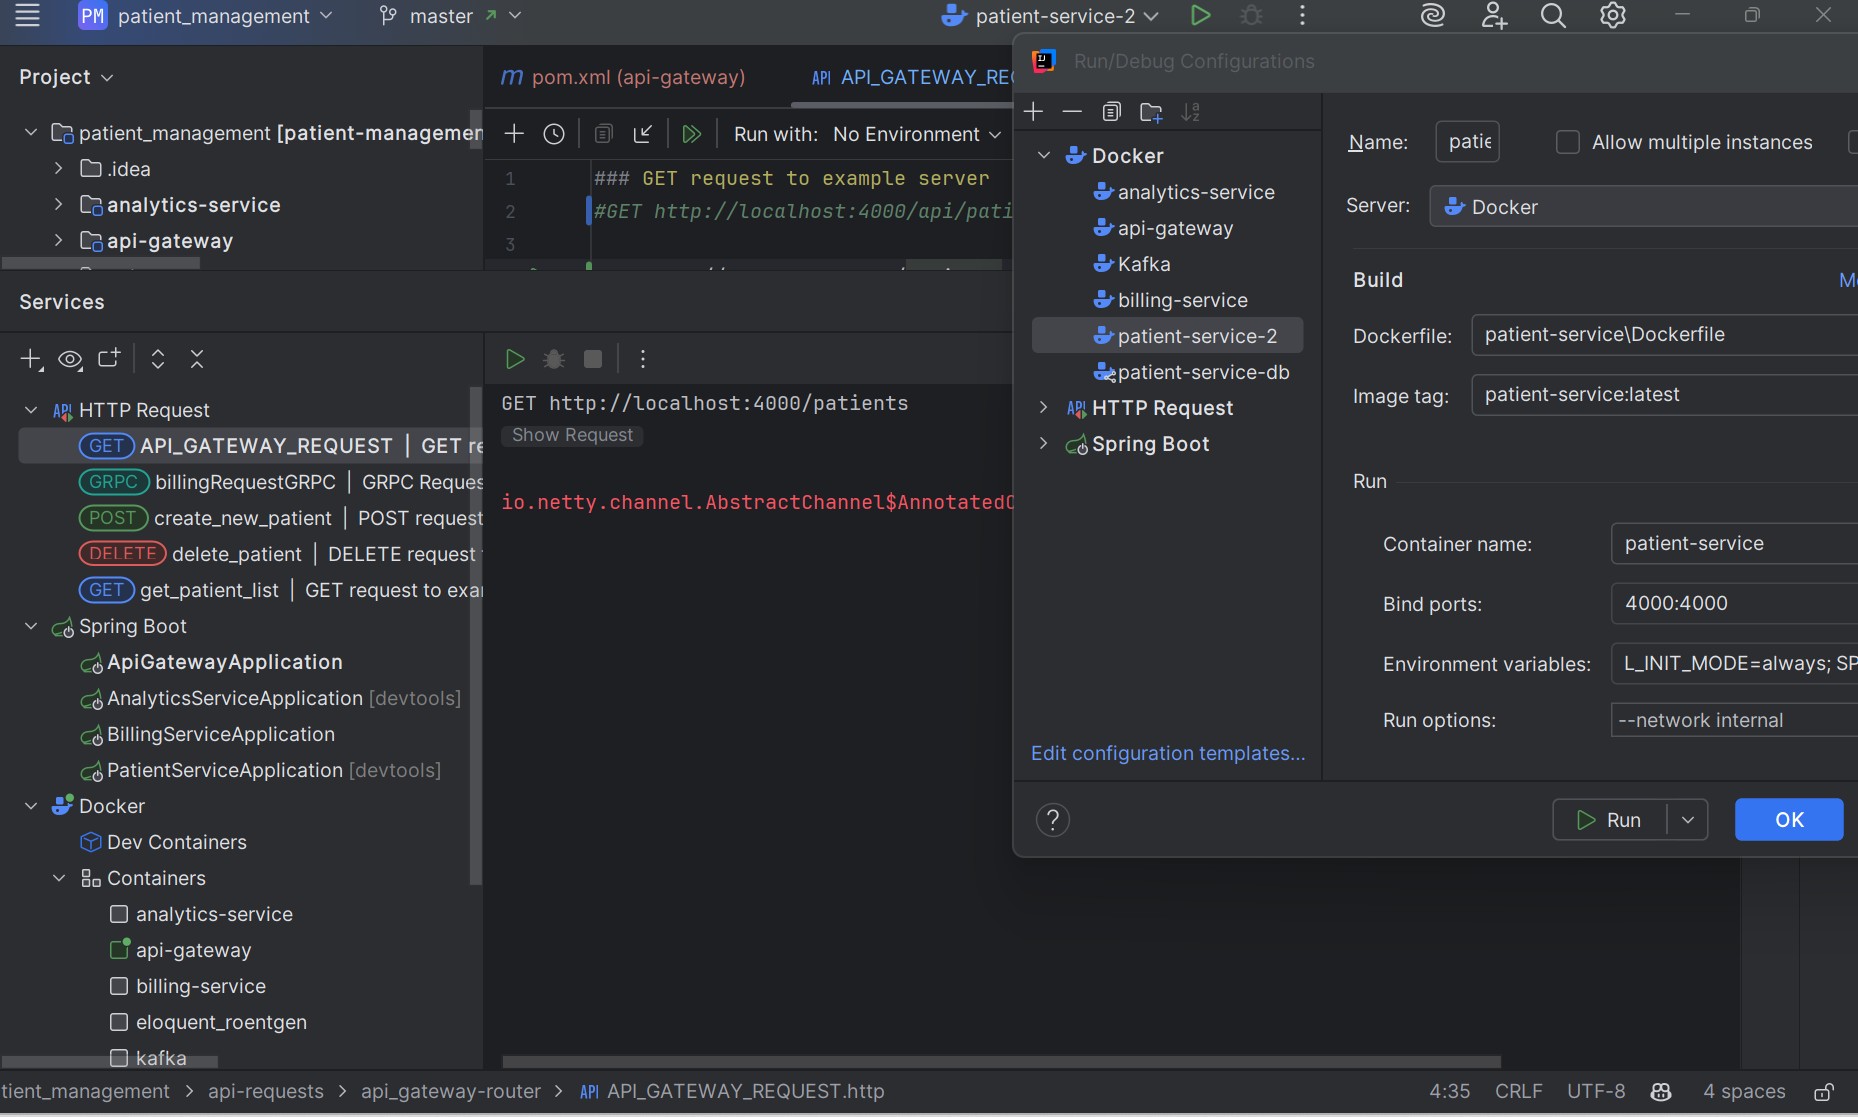 PM patient_management master patient-service-2
Project
patient_management [patient-managemen
.idea
analytics-service
api-gateway
pom.xml (api-gateway)
API API_GATEWAY_REQ
Run with: No Environment
1 ### GET request to example server
2 #GET http://localhost:4000/api/pati
3
Services
HTTP Request
GET API_GATEWAY_REQUEST | GET re
GRPC billingRequestGRPC | GRPC Reques
POST create_new_patient | POST request
DELETE delete_patient | DELETE request
GET get_patient_list | GET request to exa
Spring Boot
ApiGatewayApplication
AnalyticsServiceApplication [devtools]
BillingServiceApplication
PatientServiceApplication [devtools]
Docker
Dev Containers
Containers
analytics-service
api-gateway
billing-service
eloquent_roentgen
kafka
GET http://localhost:4000/patients
Show Request
io.netty.channel.AbstractChannel$AnnotatedC
Run/Debug Configurations
Docker
analytics-service
api-gateway
Kafka
billing-service
patient-service-2
patient-service-db
HTTP Request
Spring Boot
Edit configuration templates...
Name: patie
Allow multiple instances
Server: Docker
Build
Mo
Dockerfile: patient-service\Dockerfile
Image tag: patient-service:latest
Run
Container name: patient-service
Bind ports: 4000:4000
Environment variables: L_INIT_MODE=always; SP
Run options: --network internal
? Run OK
tient_management > api-requests > api_gateway-router > API API_GATEWAY_REQUEST.http
4:35 CRLF UTF-8 4 spaces